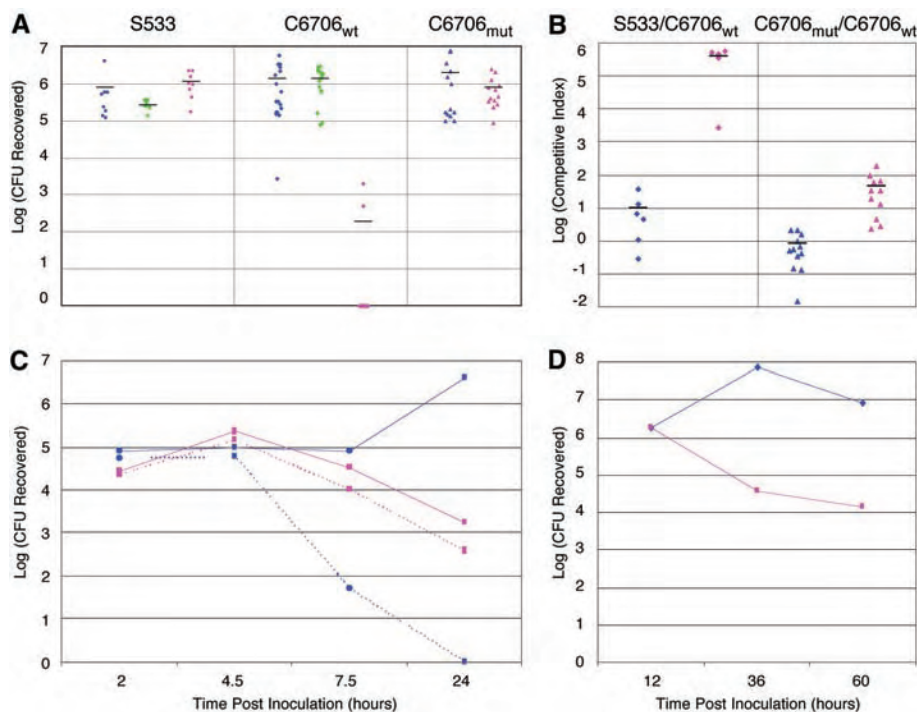 A
S533
C6706wt
C6706mut
Log (CFU Recovered)
7
6
5
4
3
2
1
0
B
S533/C6706wt
C6706mut/C6706wt
Log (Competitive Index)
6
5
4
3
2
1
0
-1
-2
C
Log (CFU Recovered)
7
6
5
4
3
2
1
0
2
4.5
7.5
24
Time Post Inoculation (hours)
D
Log (CFU Recovered)
8
7
6
5
4
3
2
1
0
12
36
60
Time Post Inoculation (hours)